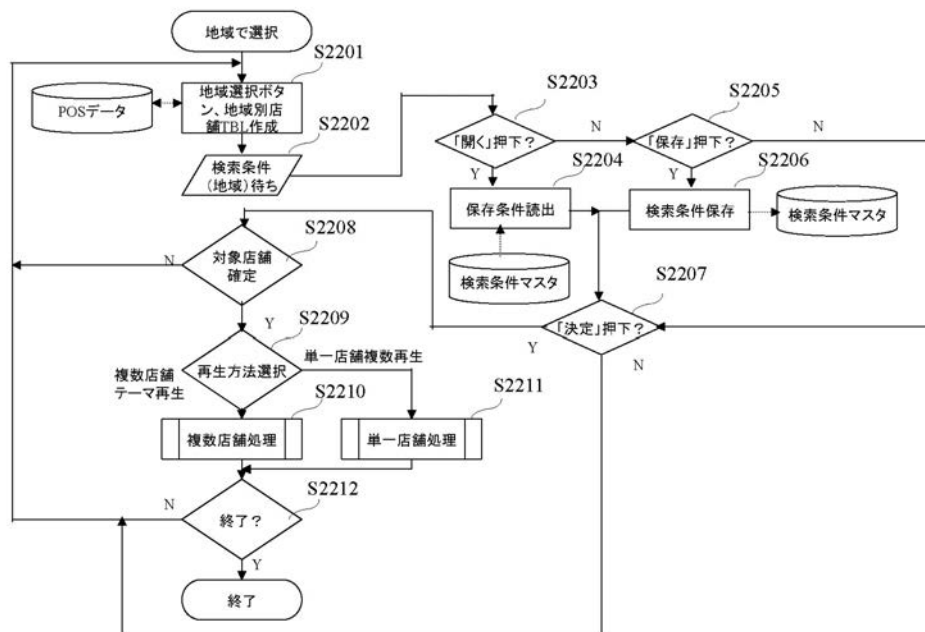 地域で選択
S2201
POSデータ
地域選択ボタ
ン、地域別店
舗TBL作成
S2202
検索条件
(地域)待ち
S2203
「開く」押下？
N
Y
S2204
保存条件読出
検索条件マスタ
S2205
「保存」押下？
N
Y
S2206
検索条件保存
検索条件マスタ
S2207
「決定」押下？
Y
N
S2208
対象店舗
確定
N
Y
S2209
再生方法選択
複数店舗
テーマ再生
単一店舗複数再生
S2210
複数店舗処理
S2211
単一店舗処理
S2212
終了？
N
Y
終了